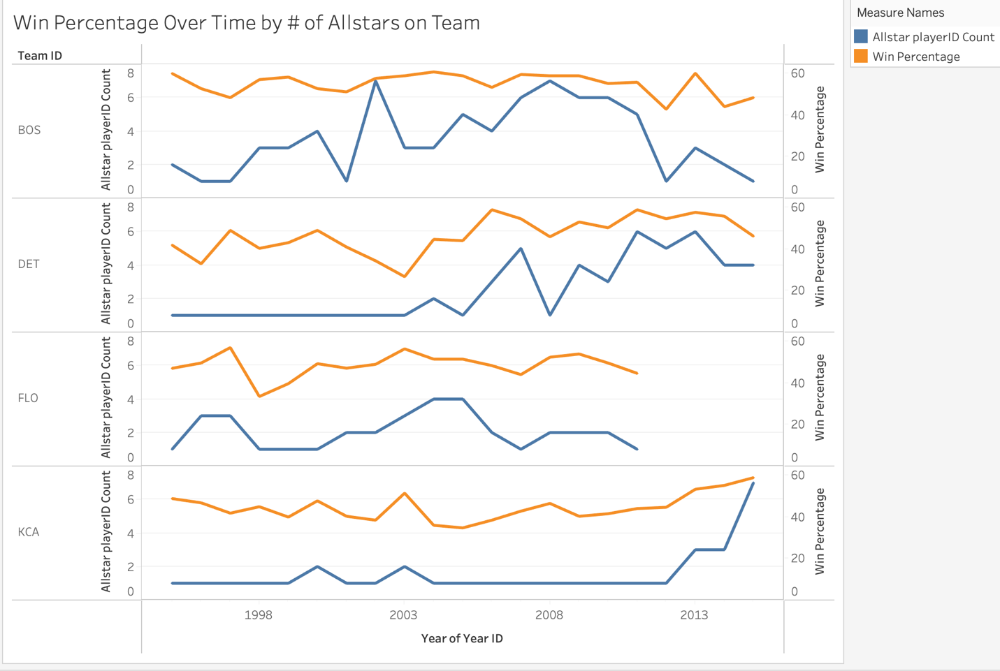 Win Percentage Over Time by # of Allstars on Team
Measure Names
Allstar playerID Count
Win Percentage
Team ID
BOS
Allstar playerID Count
8
6
4
2
0
60
40
20
0
Win Percentage
DET
Allstar playerID Count
8
6
4
2
0
60
40
20
0
Win Percentage
FLO
Allstar playerID Count
8
6
4
2
0
60
40
20
0
Win Percentage
KCA
Allstar playerID Count
8
6
4
2
0
60
40
20
0
Win Percentage
1998 2003 2008 2013
Year of Year ID